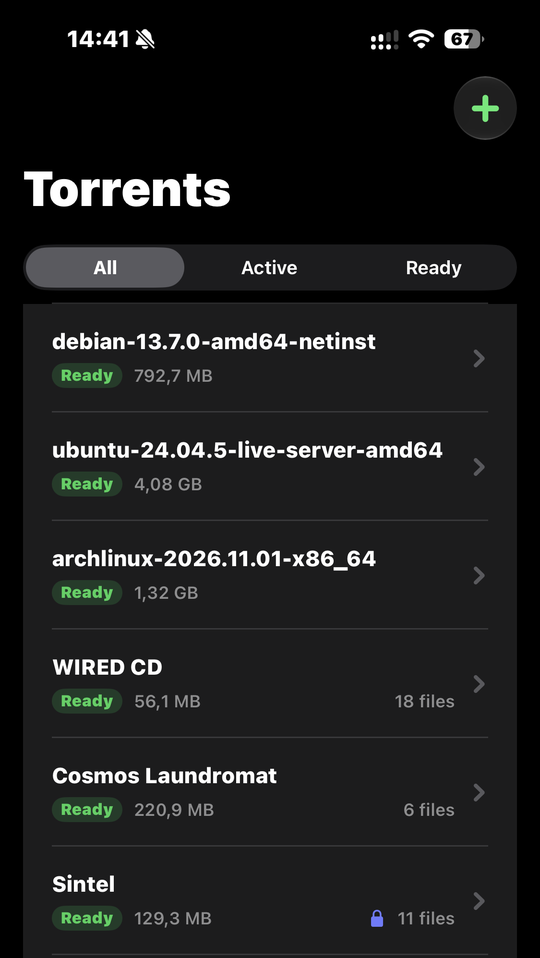 14:41
67
Torrents
All Active Ready
debian-13.7.0-amd64-netinst
Ready 792,7 MB
ubuntu-24.04.5-live-server-amd64
Ready 4,08 GB
archlinux-2026.11.01-x86_64
Ready 1,32 GB
WIRED CD
Ready 56,1 MB 18 files
Cosmos Laundromat
Ready 220,9 MB 6 files
Sintel
Ready 129,3 MB 11 files